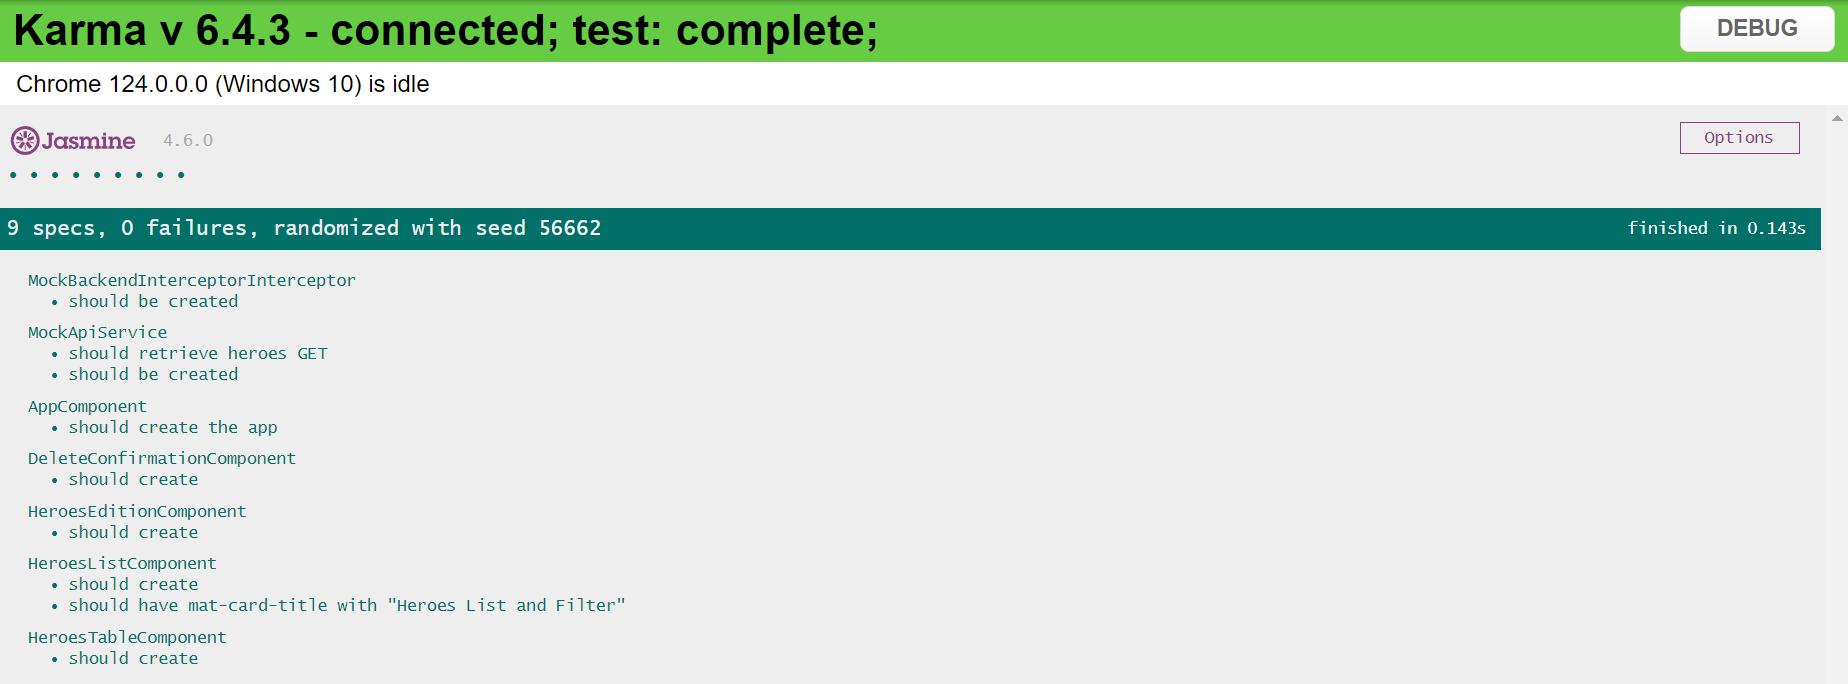 Karma v 6.4.3 - connected; test: complete;
DEBUG
Chrome 124.0.0.0 (Windows 10) is idle
Jasmine 4.6.0
Options
9 specs, 0 failures, randomized with seed 56662
finished in 0.143s
MockBackendInterceptorInterceptor
• should be created
MockApiService
• should retrieve heroes GET
• should be created
AppComponent
• should create the app
DeleteConfirmationComponent
• should create
HeroesEditionComponent
• should create
HeroesListComponent
• should create
• should have mat-card-title with "Heroes List and Filter"
HeroesTableComponent
• should create